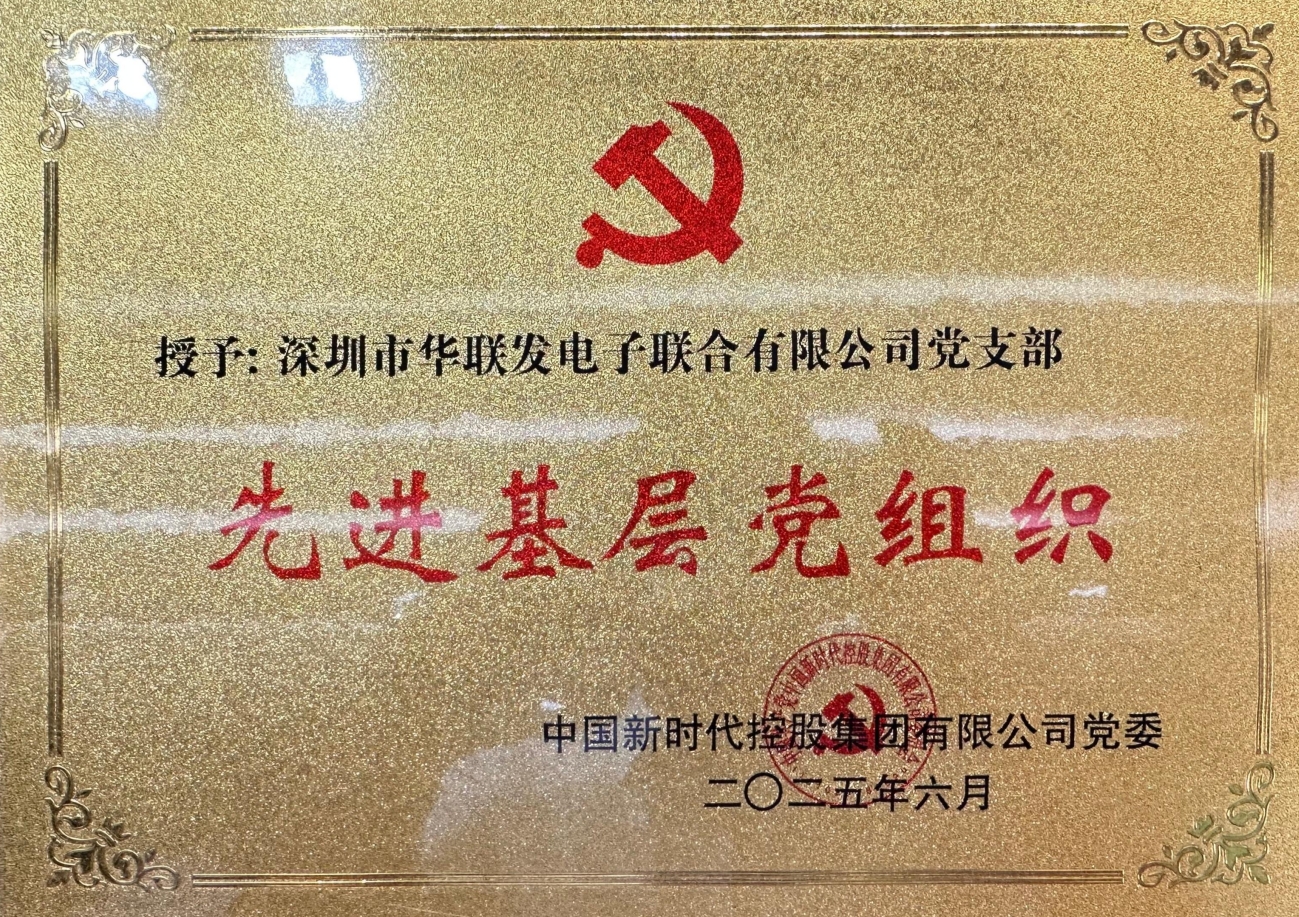 授予: 深圳市华联发电子联合有限公司党支部
先进基层党组织
中国新时代控股集团有限公司党委
二〇二五年六月